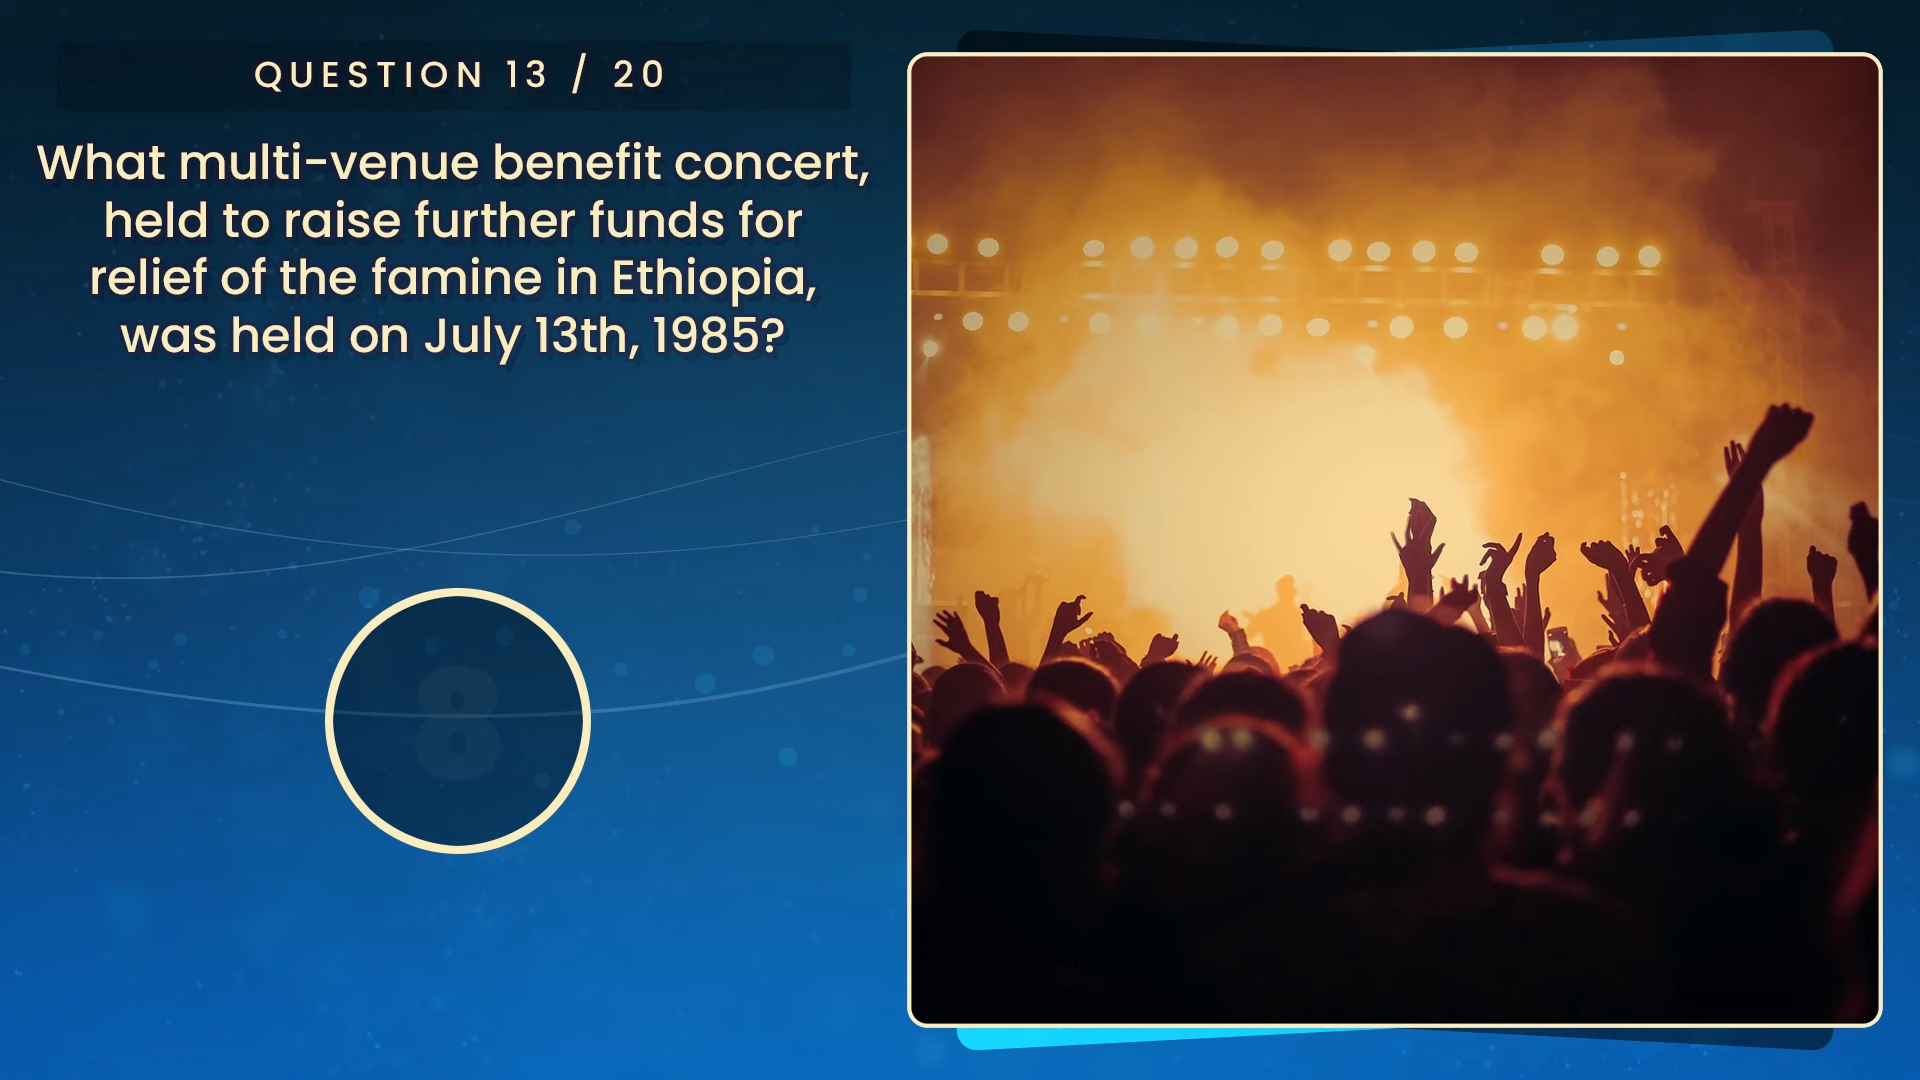 QUESTION 13 / 20
What multi-venue benefit concert,
held to raise further funds for
relief of the famine in Ethiopia,
was held on July 13th, 1985?
8